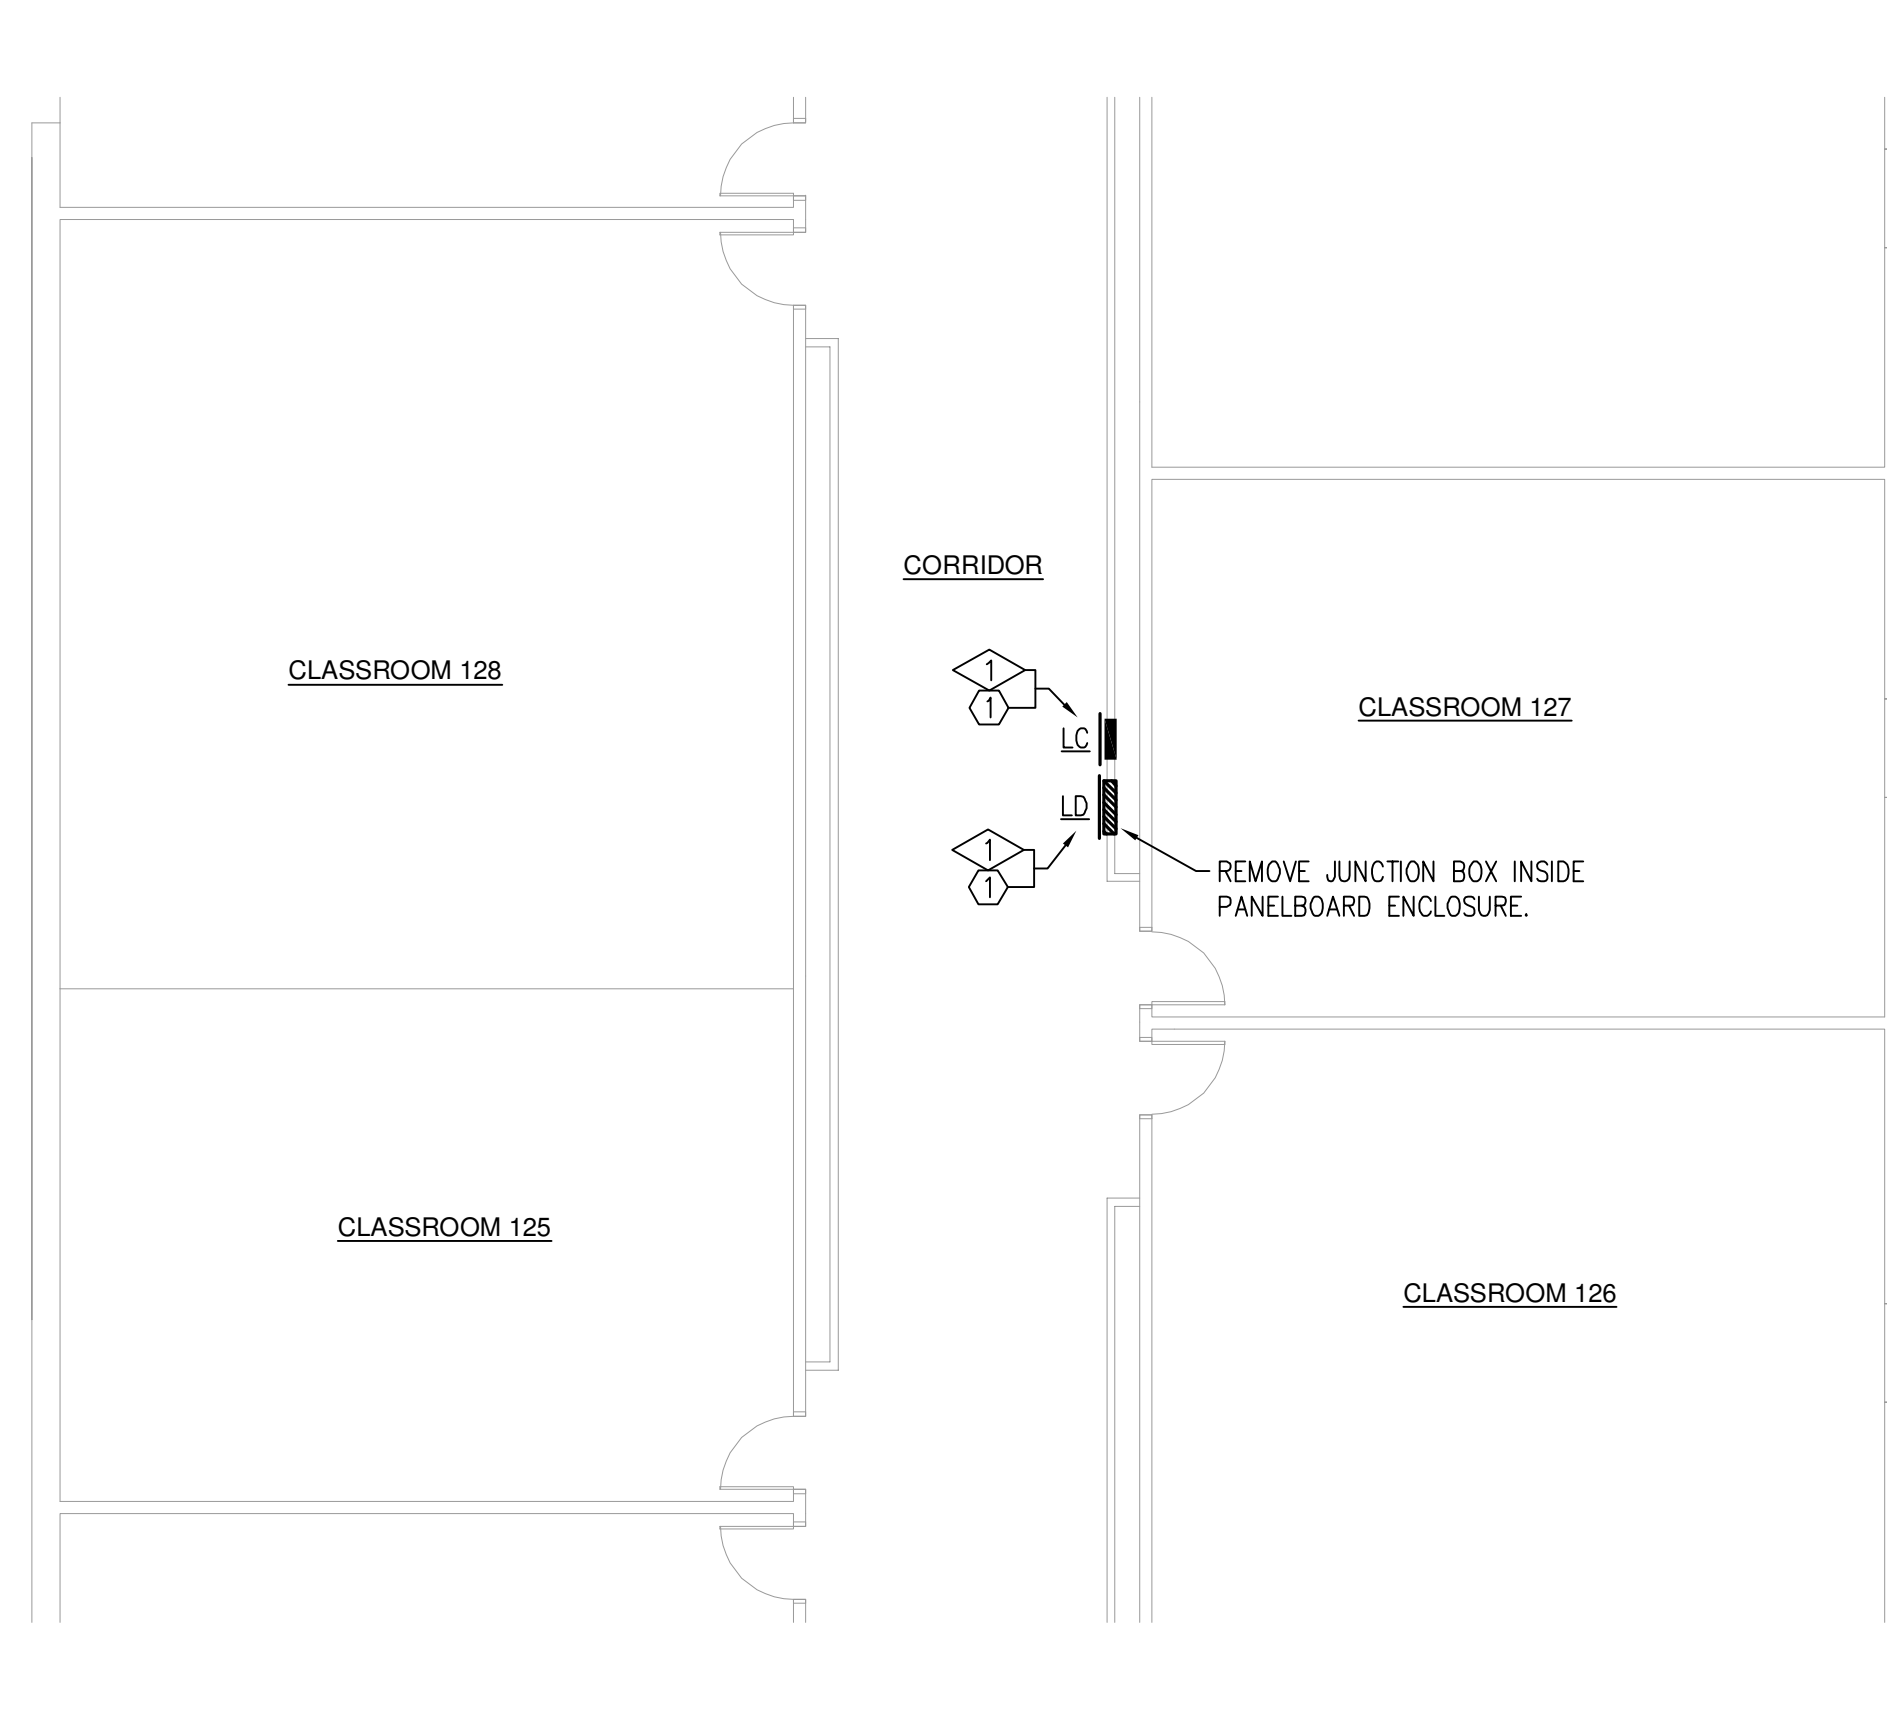 CORRIDOR
1
CLASSROOM 128
1
CLASSROOM 127
LC
LD
1
REMOVE JUNCTION BOX INSIDE
PANELBOARD ENCLOSURE.
1
CLASSROOM 125
CLASSROOM 126